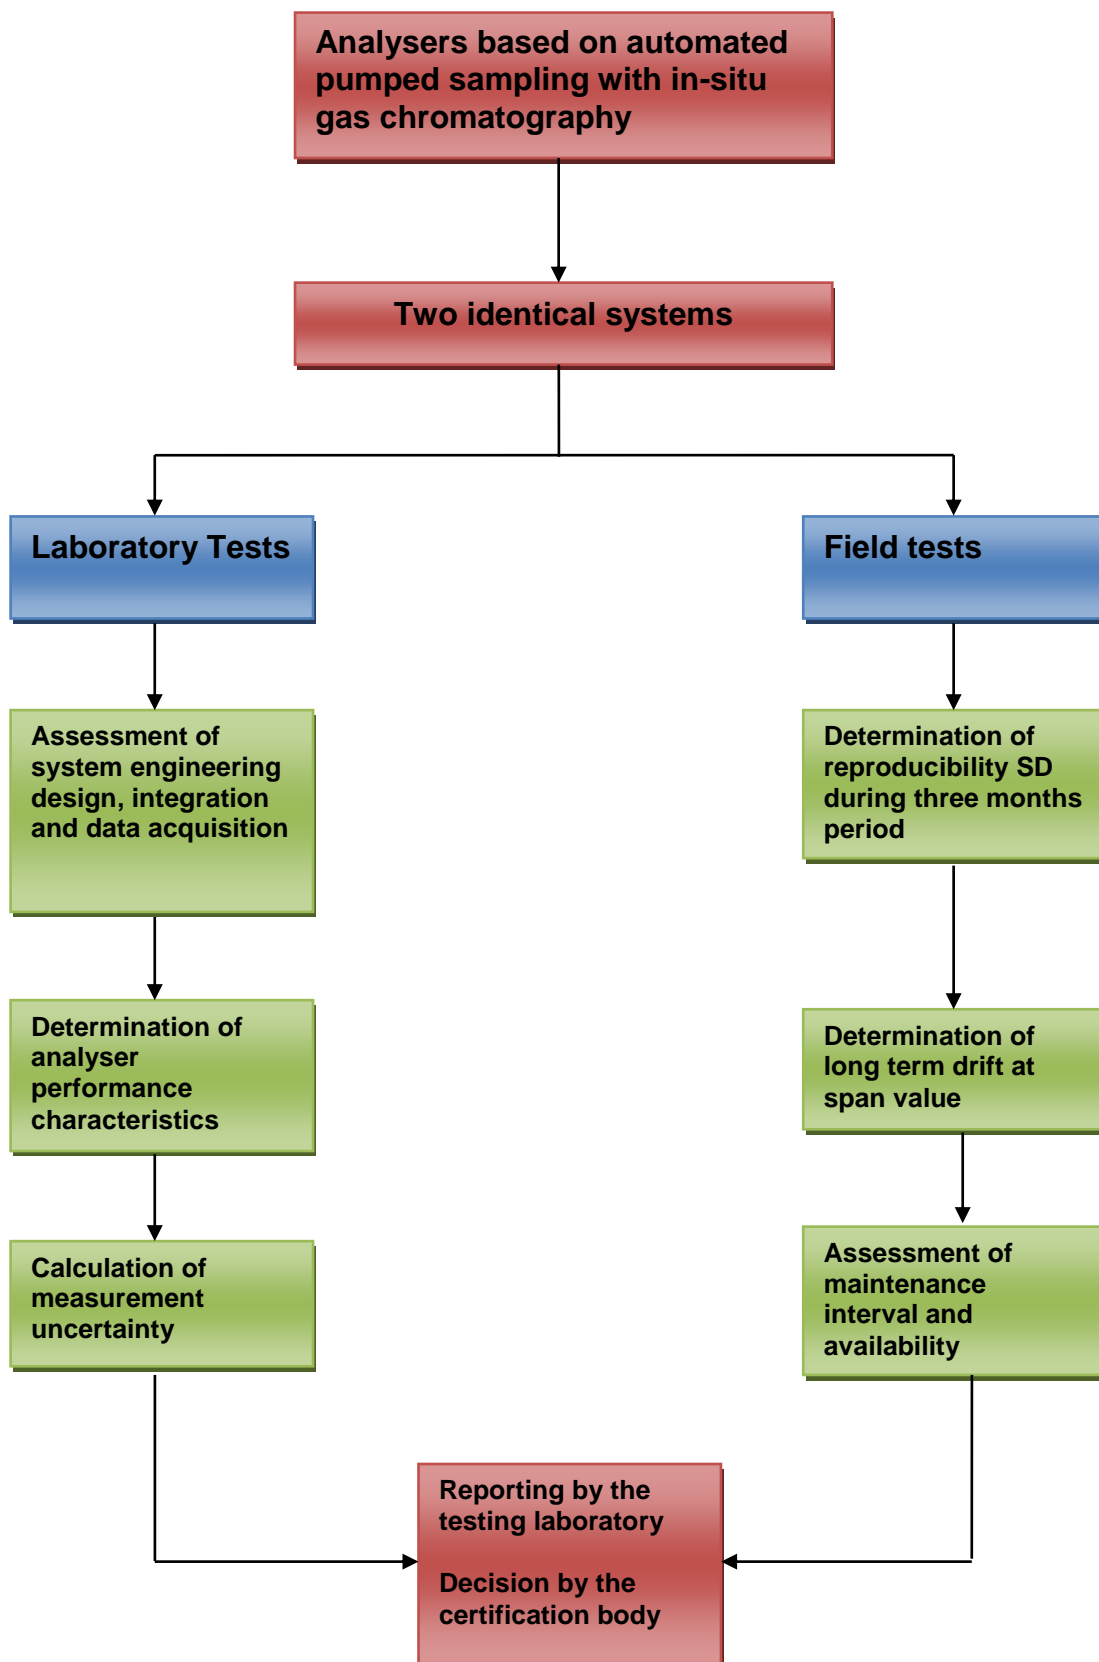 Analysers based on automated
pumped sampling with in-situ
gas chromatography
Two identical systems
Laboratory Tests
Field tests
Assessment of
system engineering
design, integration
and data acquisition
Determination of
reproducibility SD
during three months
period
Determination of
analyser
performance
characteristics
Determination of
long term drift at
span value
Calculation of
measurement
uncertainty
Assessment of
maintenance
interval and
availability
Reporting by the
testing laboratory
Decision by the
certification body